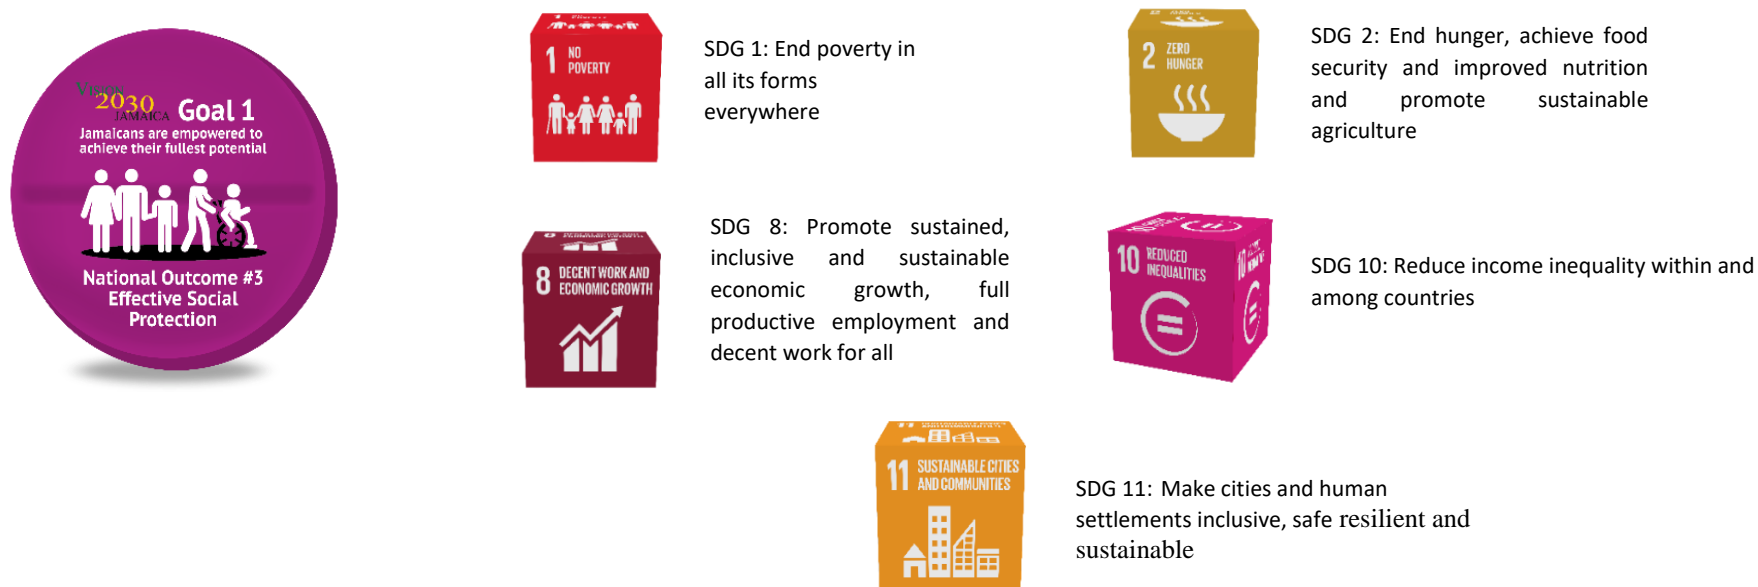 Vision
2030
JAMAICA
Goal 1
Jamaicans are empowered to
achieve their fullest potential
National Outcome #3
Effective Social
Protection
1 NO
POVERTY
SDG 1: End poverty in
all its forms
everywhere
2 ZERO
HUNGER
SDG 2: End hunger, achieve food
security and improved nutrition
and promote sustainable
agriculture
8 DECENT WORK AND
ECONOMIC GROWTH
SDG 8: Promote sustained,
inclusive and sustainable
economic growth, full
productive employment and
decent work for all
10 REDUCED
INEQUALITIES
10
SDG 10: Reduce income inequality within and
among countries
11 SUSTAINABLE CITIES
AND COMMUNITIES
SDG 11: Make cities and human
settlements inclusive, safe resilient and
sustainable